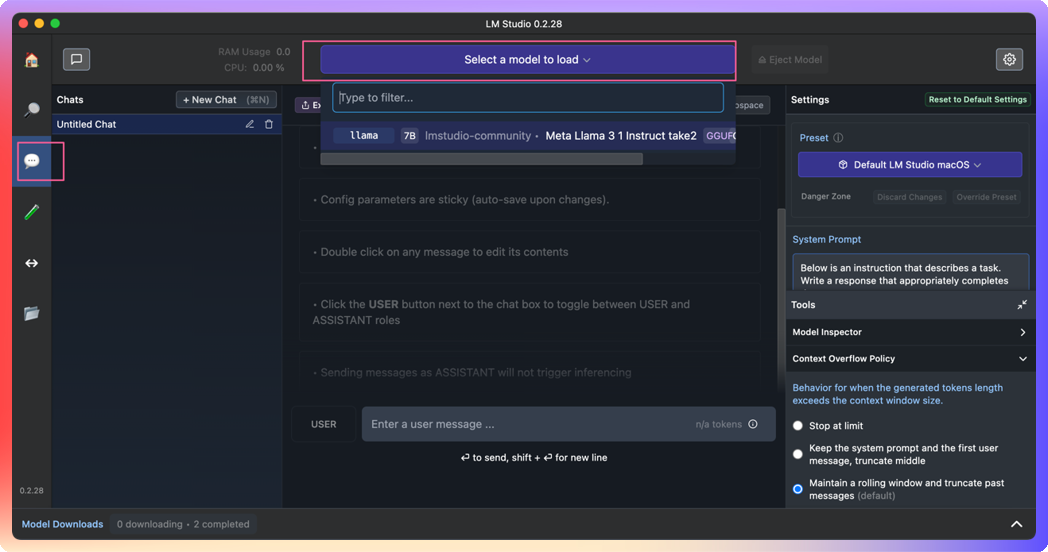 LM Studio 0.2.28
RAM Usage 0.0
CPU: 0.00 %
Select a model to load
Eject Model
Chats
+ New Chat (⌘N)
Untitled Chat
Type to filter...
llama 7B lmstudio-community • Meta Llama 3 1 Instruct take2 GGUF
• Config parameters are sticky (auto-save upon changes).
• Double click on any message to edit its contents
• Click the USER button next to the chat box to toggle between USER and
ASSISTANT roles
• Sending messages as ASSISTANT will not trigger inferencing
USER
Enter a user message ...
n/a tokens
⏎ to send, shift + ⏎ for new line
Settings
Reset to Default Settings
Preset
Default LM Studio macOS
Danger Zone
Discard Changes
Override Preset
System Prompt
Below is an instruction that describes a task.
Write a response that appropriately completes
Tools
Model Inspector
Context Overflow Policy
Behavior for when the generated tokens length
exceeds the context window size.
Stop at limit
Keep the system prompt and the first user
message, truncate middle
Maintain a rolling window and truncate past
messages (default)
0.2.28
Model Downloads
0 downloading • 2 completed